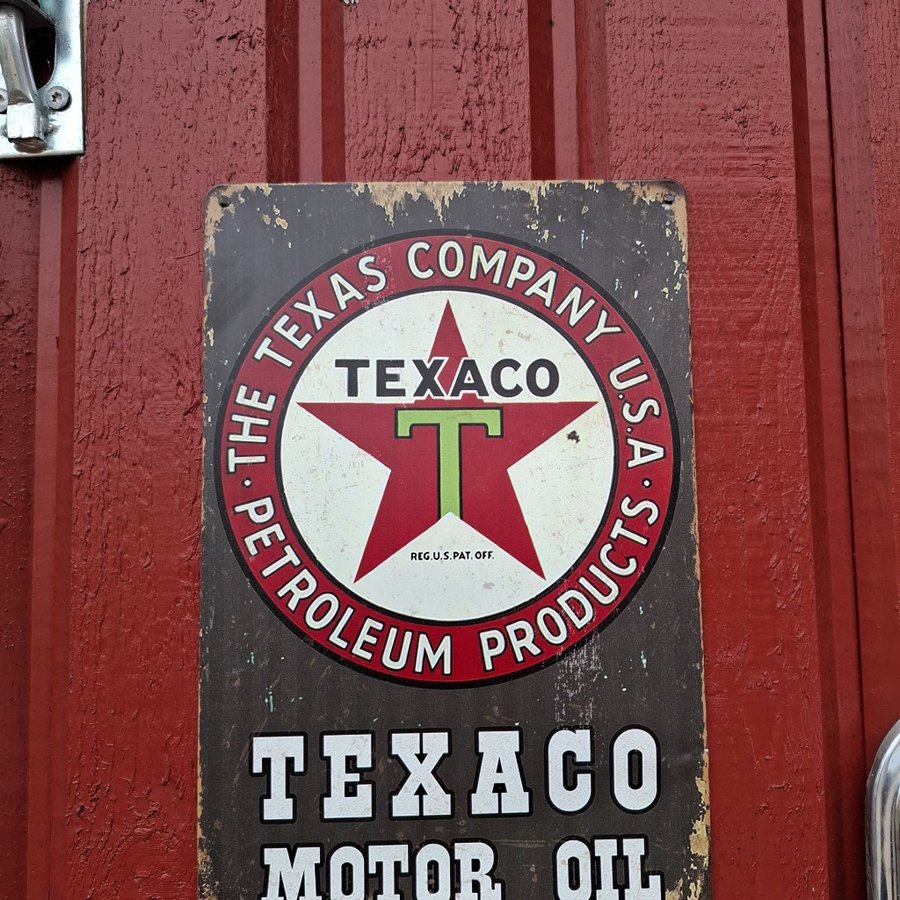 THE TEXAS COMPANY U.S.A
PETROLEUM PRODUCTS
TEXACO
T
REG.U.S.PAT.OFF.
TEXACO
MOTOR OIL